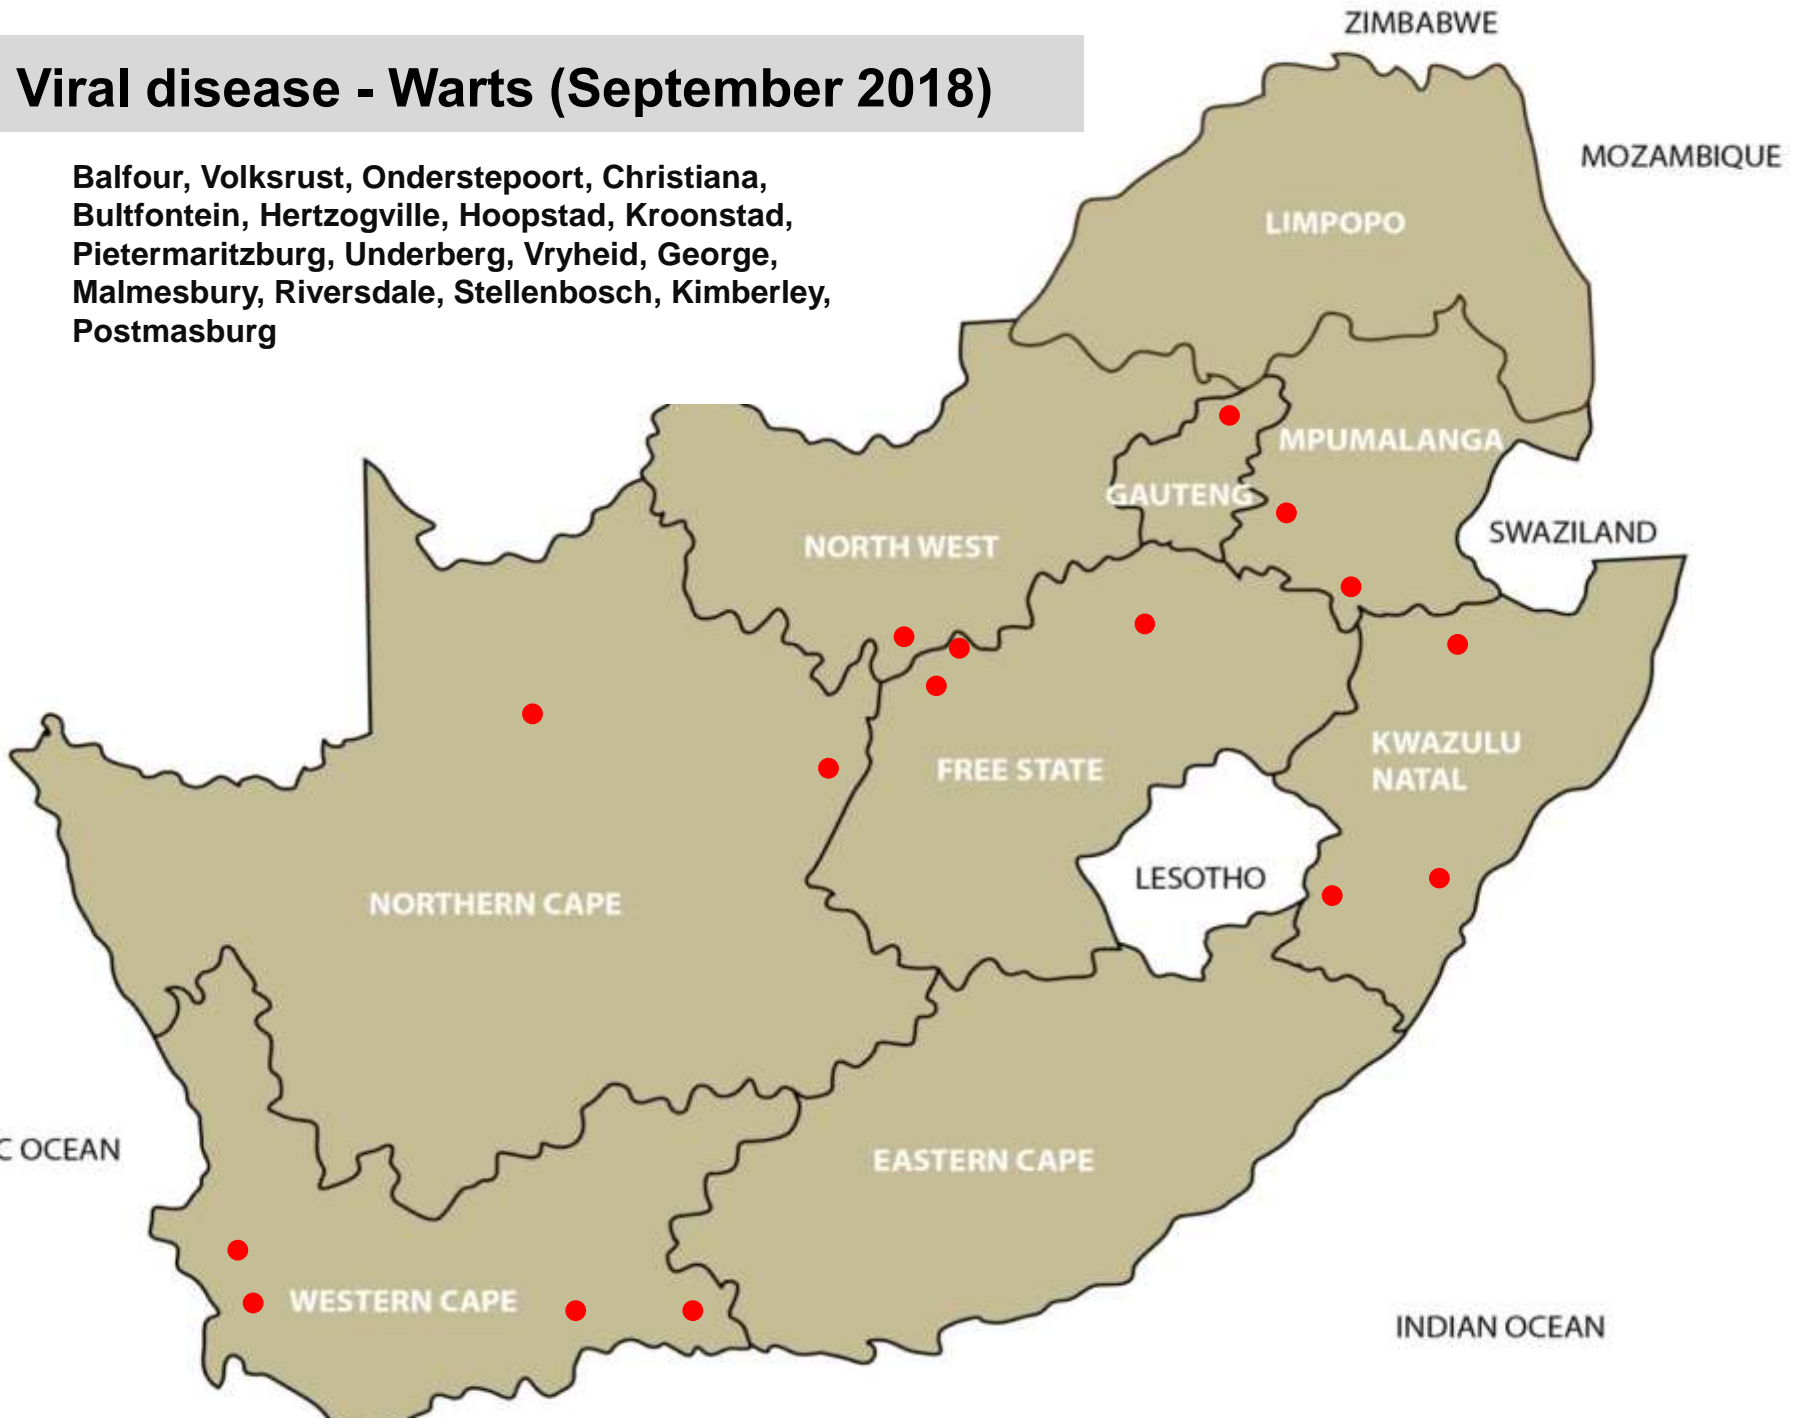 ZIMBABWE
Viral disease - Warts (September 2018)
MOZAMBIQUE
Balfour, Volksrust, Onderstepoort, Christiana,
Bultfontein, Hertzogville, Hoopstad, Kroonstad,
Pietermaritzburg, Underberg, Vryheid, George,
Malmesbury, Riversdale, Stellenbosch, Kimberley,
Postmasburg
LIMPOPO
MPUMALANGA
GAUTENG
SWAZILAND
NORTH WEST
KWAZULU
NATAL
FREE STATE
LESOTHO
NORTHERN CAPE
C OCEAN
EASTERN CAPE
WESTERN CAPE
INDIAN OCEAN